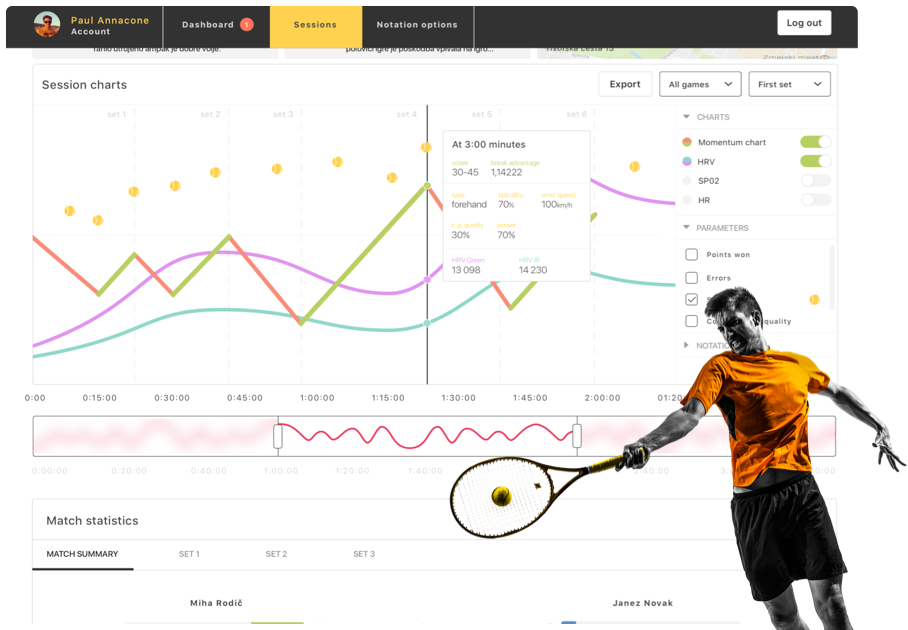 Paul Annacone
Account
Dashboard 1
Sessions
Notation options
Log out
Session charts
Export
All games
First set
set 1
set 2
set 3
set 4
set 5
set 6
At 3:00 minutes
score
break advantage
30-45
1,14222
type
forehand
70%
wind speed
100km/h
30%
70%
HRV Green
HRV IR
13 098
14 230
CHARTS
Momentum chart
HRV
SP02
HR
PARAMETERS
Points won
Errors
quality
0:00
0:15:00
0:30:00
0:45:00
1:00:00
1:15:00
1:30:00
1:45:00
2:00:00
0:00:00
0:20:00
0:40:00
1:00:00
1:20:00
1:40:00
Match statistics
MATCH SUMMARY
SET 1
SET 2
SET 3
Miha Rodič
Janez Novak